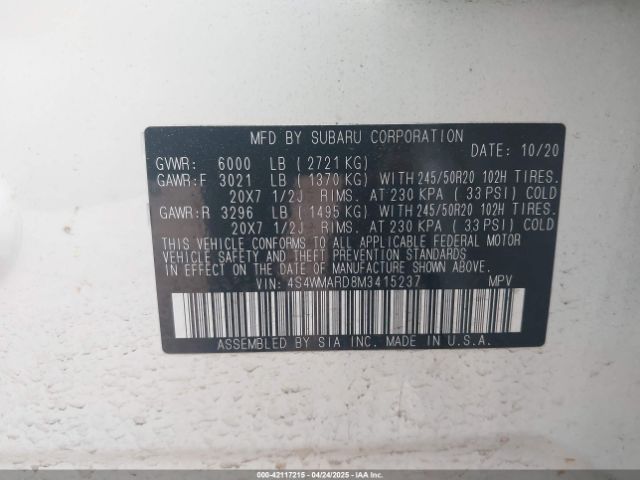 MFD BY SUBARU CORPORATION
DATE: 10/20
GVWR: 6000 LB ( 2721 KG)
GAWR:F 3021 LB ( 1370 KG) WITH 245/50R20 102H TIRES.
20X7 1/2J RIMS. AT 230 KPA ( 33 PSI) COLD
GAWR:R 3296 LB ( 1495 KG) WITH 245/50R20 102H TIRES.
20X7 1/2J RIMS. AT 230 KPA ( 33 PSI) COLD
THIS VEHICLE CONFORMS TO ALL APPLICABLE FEDERAL MOTOR
VEHICLE SAFETY AND THEFT PREVENTION STANDARDS
IN EFFECT ON THE DATE OF MANUFACTURE SHOWN ABOVE.
VIN: 4S4WMARD8M3415237 MPV
ASSEMBLED BY SIA INC. MADE IN U.S.A.
000-42117215 - 04/24/2025 - IAAI.COM